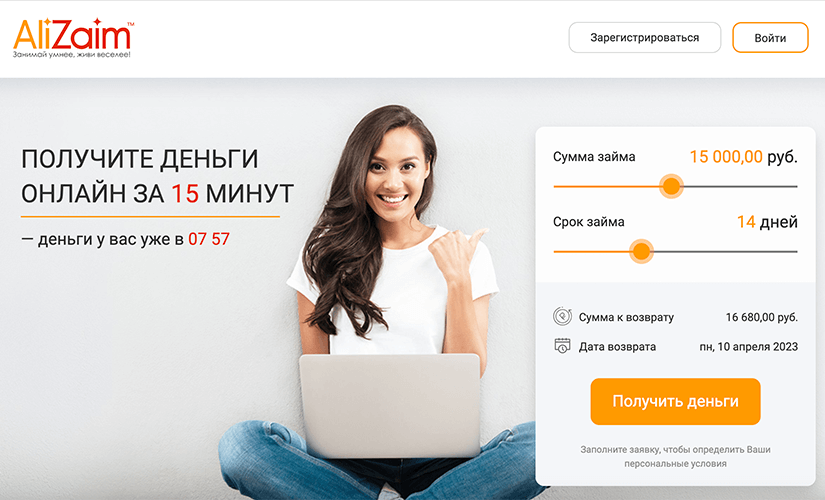 AliZaim™
Занимай умнее, живи веселее!
Зарегистрироваться
Войти
ПОЛУЧИТЕ ДЕНЬГИ
ОНЛАЙН ЗА 15 МИНУТ
— деньги у вас уже в 07 57
Сумма займа 15 000,00 руб.
Срок займа 14 дней
Сумма к возврату 16 680,00 руб.
Дата возврата пн, 10 апреля 2023
Получить деньги
Заполните заявку, чтобы определить Ваши
персональные условия